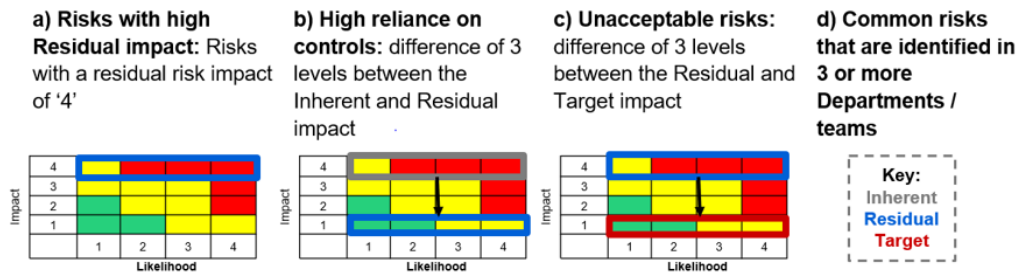 a) Risks with high
Residual impact: Risks
with a residual risk impact
of ‘4’
b) High reliance on
controls: difference of 3
levels between the
Inherent and Residual
impact
c) Unacceptable risks:
difference of 3 levels
between the Residual and
Target impact
d) Common risks
that are identified in
3 or more
Departments /
teams
Impact
4
3
2
1
1 2 3 4
Likelihood
Impact
4
3
2
1
1 2 3 4
Likelihood
Impact
4
3
2
1
1 2 3 4
Likelihood
Key:
Inherent
Residual
Target